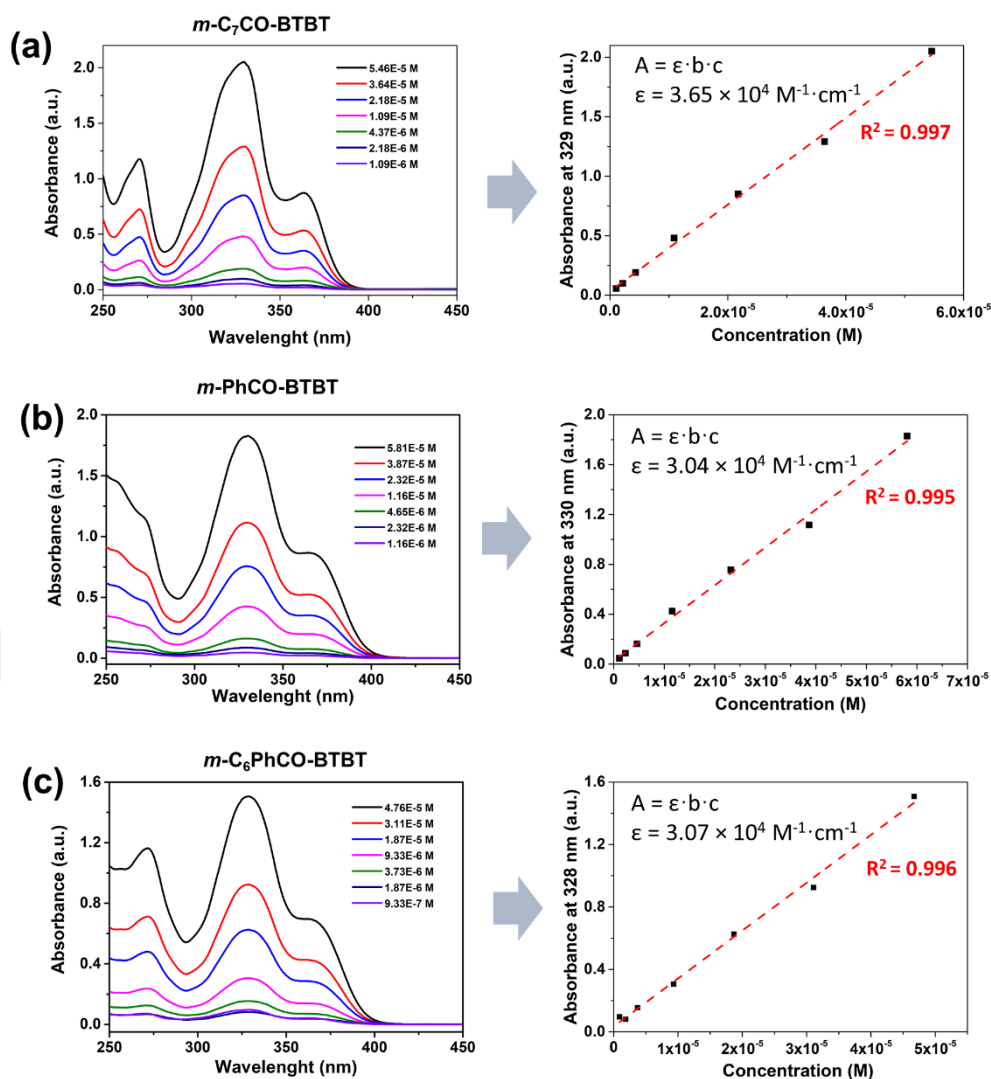 (a)
m-C₇CO-BTBT
Absorbance (a.u.)
2.0
1.5
1.0
0.5
0.0
5.46E-5 M
3.64E-5 M
2.18E-5 M
1.09E-5 M
4.37E-6 M
2.18E-6 M
1.09E-6 M
250 300 350 400 450
Wavelenght (nm)
Absorbance at 329 nm (a.u.)
2.0
1.5
1.0
0.5
0.0
A = ε·b·c
ε = 3.65 × 10⁴ M⁻¹·cm⁻¹
R² = 0.997
0.0 2.0x10⁻⁵ 4.0x10⁻⁵ 6.0x10⁻⁵
Concentration (M)
(b)
m-PhCO-BTBT
Absorbance (a.u.)
2.0
1.5
1.0
0.5
0.0
5.81E-5 M
3.87E-5 M
2.32E-5 M
1.16E-5 M
4.65E-6 M
2.32E-6 M
1.16E-6 M
250 300 350 400 450
Wavelenght (nm)
Absorbance at 330 nm (a.u.)
2.0
1.6
1.2
0.8
0.4
0.0
A = ε·b·c
ε = 3.04 × 10⁴ M⁻¹·cm⁻¹
R² = 0.995
0 1x10⁻⁵ 2x10⁻⁵ 3x10⁻⁵ 4x10⁻⁵ 5x10⁻⁵ 6x10⁻⁵ 7x10⁻⁵
Concentration (M)
(c)
m-C₆PhCO-BTBT
Absorbance (a.u.)
1.6
1.2
0.8
0.4
0.0
4.76E-5 M
3.11E-5 M
1.87E-5 M
9.33E-6 M
3.73E-6 M
1.87E-6 M
9.33E-7 M
250 300 350 400 450
Wavelenght (nm)
Absorbance at 328 nm (a.u.)
1.6
1.2
0.8
0.4
0.0
A = ε·b·c
ε = 3.07 × 10⁴ M⁻¹·cm⁻¹
R² = 0.996
0 1x10⁻⁵ 2x10⁻⁵ 3x10⁻⁵ 4x10⁻⁵ 5x10⁻⁵
Concentration (M)